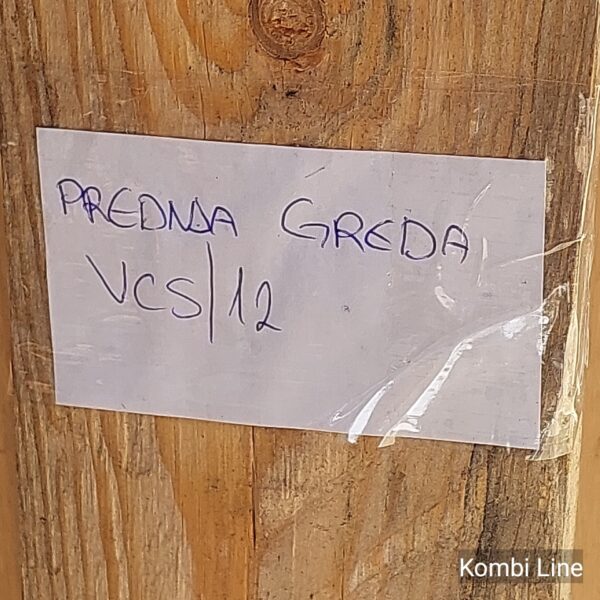 PREDNJA GREDA
VCS/12
Kombi Line